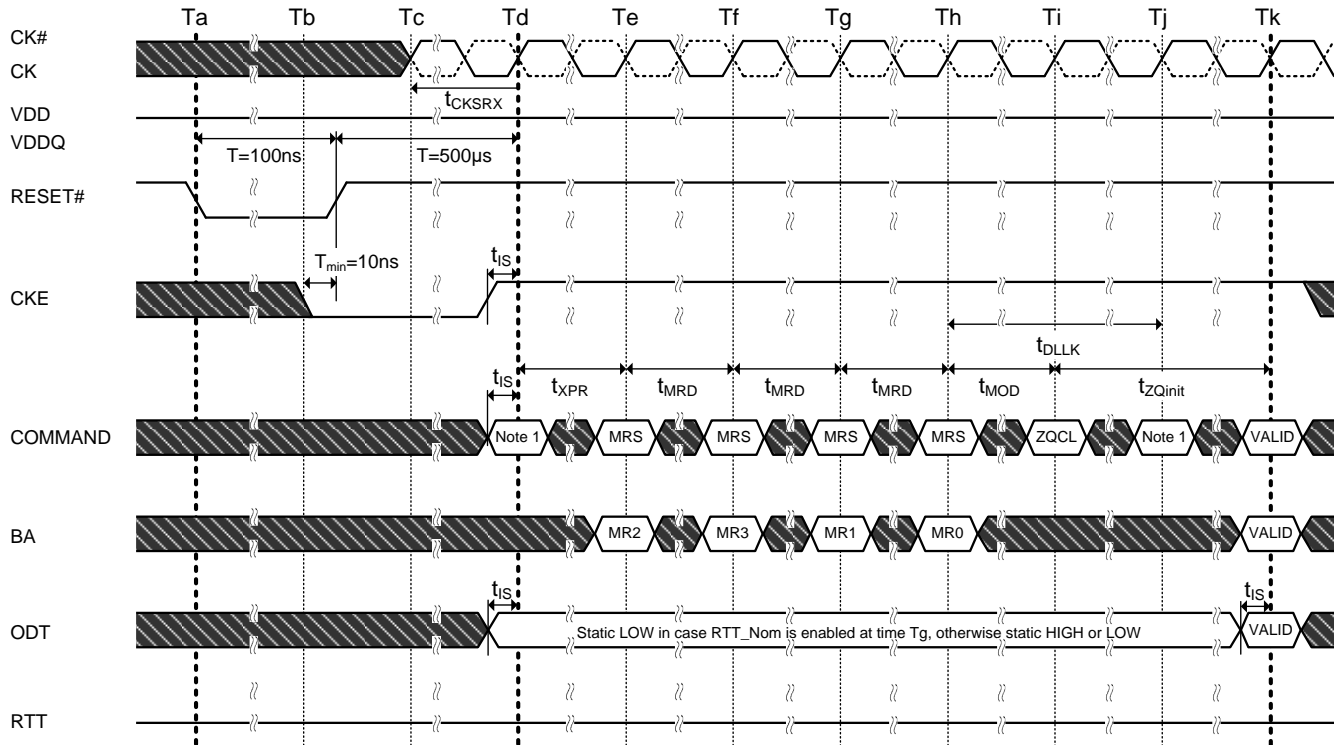 Ta Tb Tc Td Te Tf Tg Th Ti Tj Tk
CK#
CK
tCKSRX
VDD
VDDQ
T=100ns T=500µs
RESET#
Tmin=10ns tIS
CKE
tDLLK
tIS tXPR tMRD tMRD tMRD tMOD tZQinit
COMMAND Note 1 MRS MRS MRS MRS ZQCL Note 1 VALID
BA MR2 MR3 MR1 MR0 VALID
tIS tIS
ODT Static LOW in case RTT_Nom is enabled at time Tg, otherwise static HIGH or LOW VALID
RTT